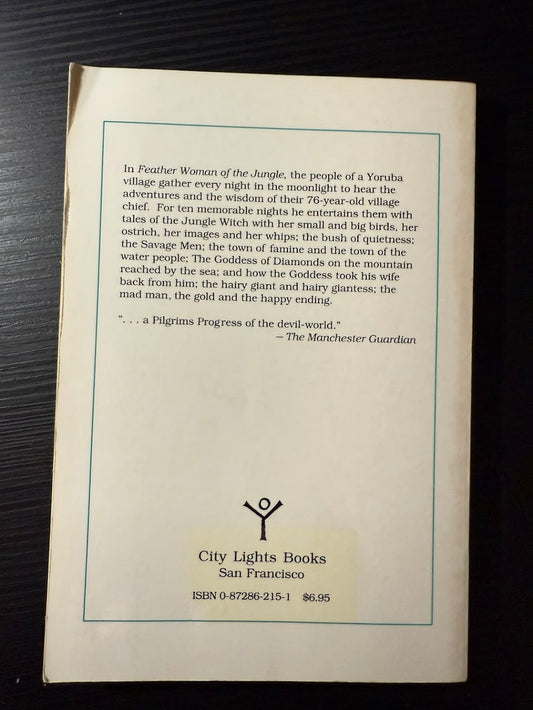 In Feather Woman of the Jungle, the people of a Yoruba
village gather every night in the moonlight to hear the
adventures and the wisdom of their 76-year-old village
chief. For ten memorable nights he entertains them with
tales of the Jungle Witch with her small and big birds, her
ostrich, her images and her whips; the bush of quietness;
the Savage Men; the town of famine and the town of the
water people; The Goddess of Diamonds on the mountain
reached by the sea; and how the Goddess took his wife
back from him; the hairy giant and hairy giantess; the
mad man, the gold and the happy ending.
“. . . a Pilgrims Progress of the devil-world.”
— The Manchester Guardian
City Lights Books
San Francisco
ISBN 0-87286-215-1 $6.95